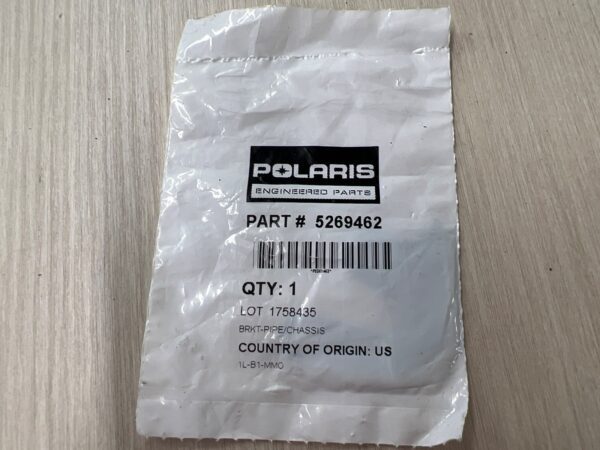 POLARIS
ENGINEERED PARTS
PART # 5269462
QTY: 1
LOT 1758435
BRKT-PIPE/CHASSIS
COUNTRY OF ORIGIN: US
1L-B1-MMO